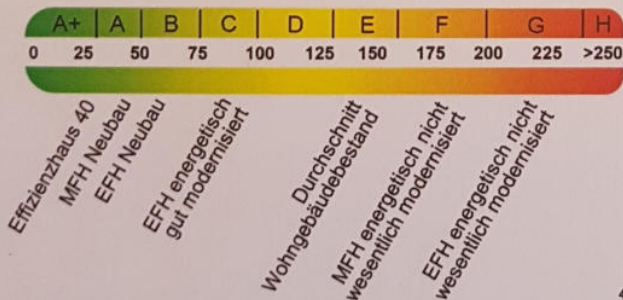 A+ A B C D E F G H
0 25 50 75 100 125 150 175 200 225 >250
Effizienzhaus 40
MFH Neubau
EFH Neubau
EFH energetisch
gut modernisiert
Durchschnitt
Wohngebäudebestand
MFH energetisch nicht
wesentlich modernisiert
EFH energetisch nicht
wesentlich modernisiert